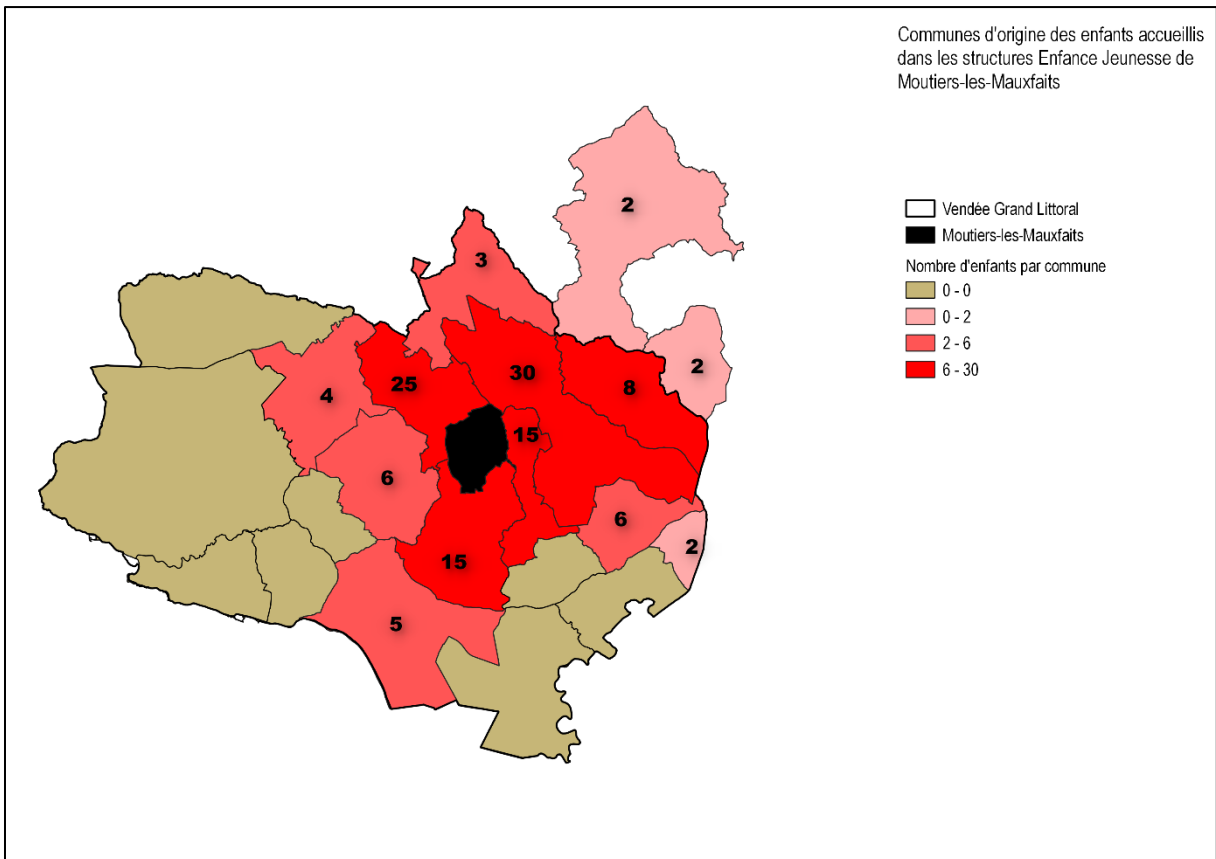 Communes d'origine des enfants accueillis
dans les structures Enfance Jeunesse de
Moutiers-les-Mauxfaits
Vendée Grand Littoral
Moutiers-les-Mauxfaits
Nombre d'enfants par commune
0 - 0
0 - 2
2 - 6
6 - 30
2
3
2
30
25
8
4
15
6
6
2
15
5